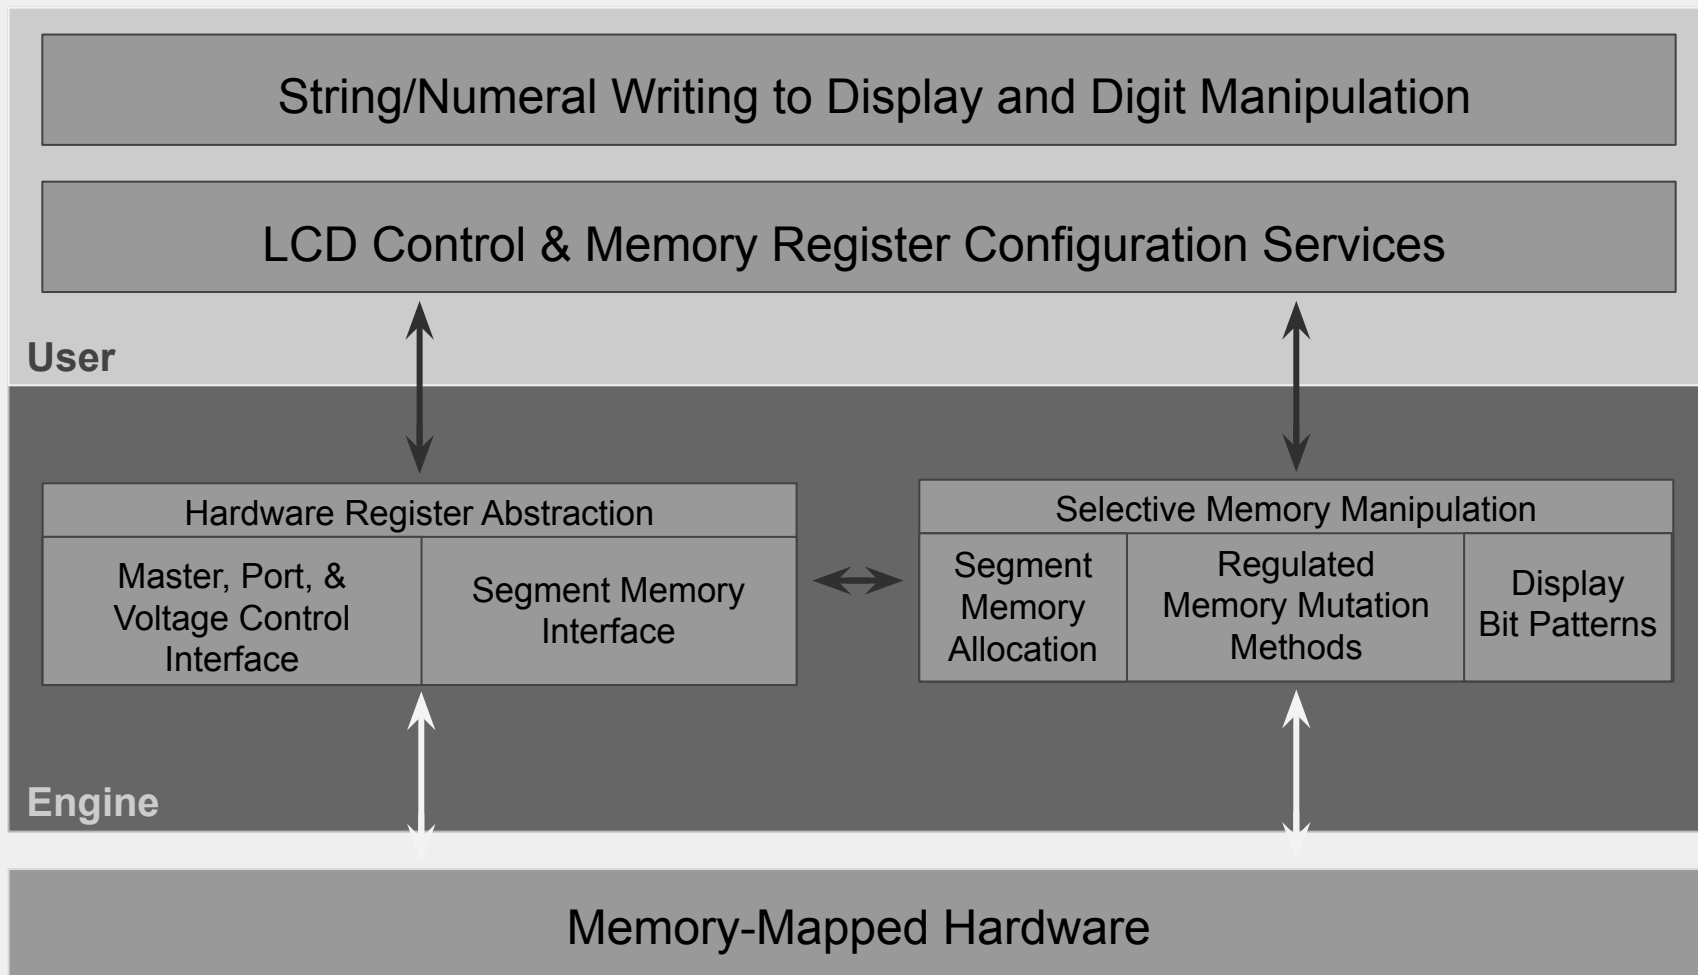 String/Numeral Writing to Display and Digit Manipulation
LCD Control & Memory Register Configuration Services
User
Hardware Register Abstraction
Master, Port, &
Voltage Control
Interface
Segment Memory
Interface
Selective Memory Manipulation
Segment
Memory
Allocation
Regulated
Memory Mutation
Methods
Display
Bit Patterns
Engine
Memory-Mapped Hardware